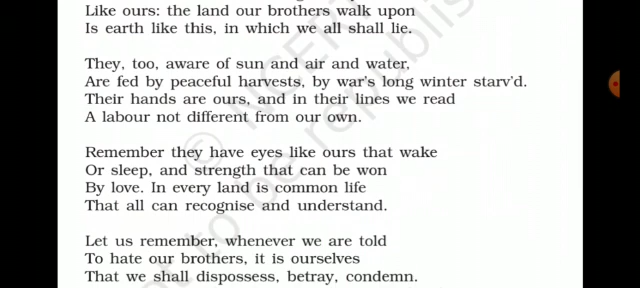 Like ours: the land our brothers walk upon
Is earth like this, in which we all shall lie.
They, too, aware of sun and air and water,
Are fed by peaceful harvests, by war's long winter starv'd.
Their hands are ours, and in their lines we read
A labour not different from our own.
Remember they have eyes like ours that wake
Or sleep, and strength that can be won
By love. In every land is common life
That all can recognise and understand.
Let us remember, whenever we are told
To hate our brothers, it is ourselves
That we shall dispossess, betray, condemn.
© NCERT
not to be republis